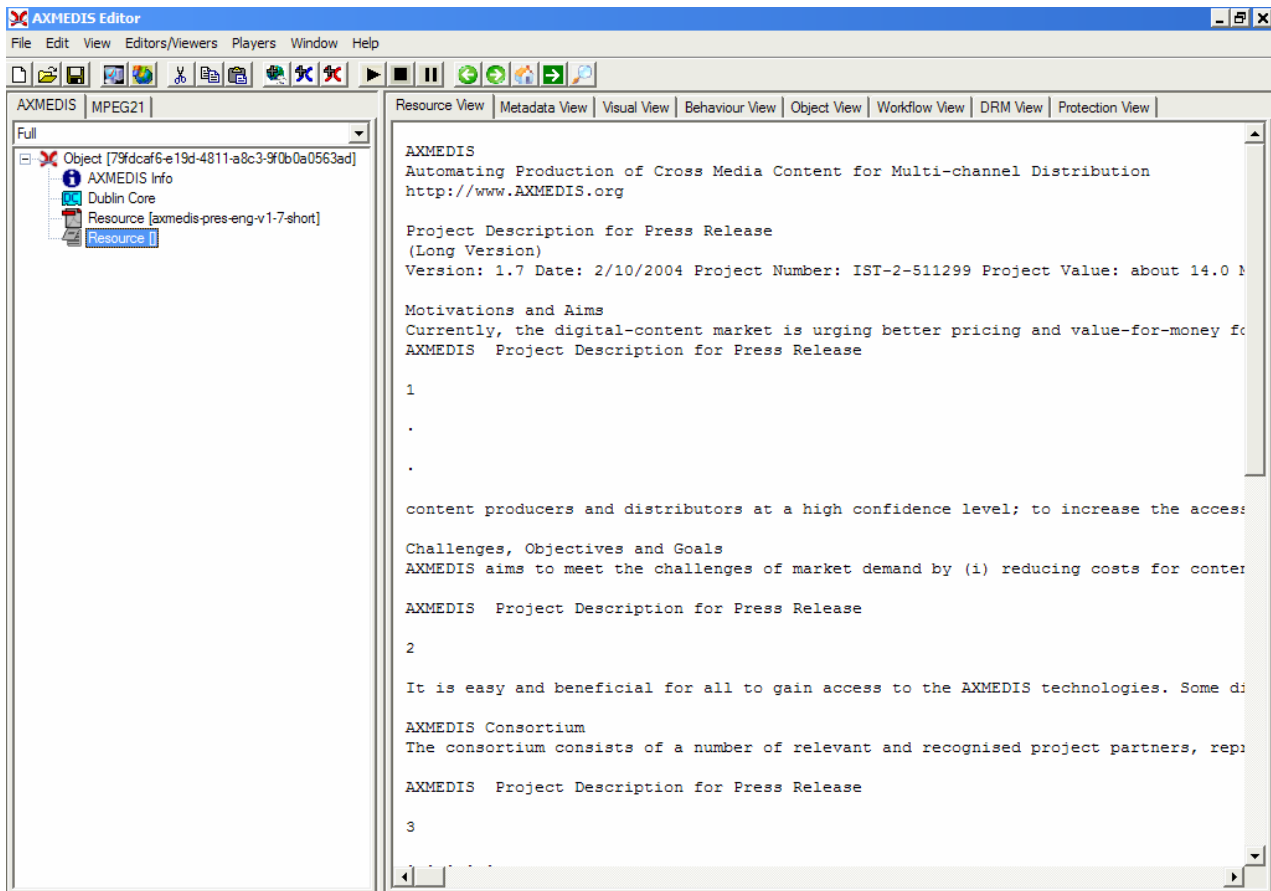 AXMEDIS Editor
File Edit View Editors/Viewers Players Window Help
AXMEDIS MPEG21
Full
Object [79fdcaf6-e19d-4811-a8c3-9f0b0a0563ad]
AXMEDIS Info
DC Dublin Core
Resource [axmedis-pres-eng-v1-7-short]
Resource []
Resource View Metadata View Visual View Behaviour View Object View Workflow View DRM View Protection View
AXMEDIS
Automating Production of Cross Media Content for Multi-channel Distribution
http://www.AXMEDIS.org
Project Description for Press Release
(Long Version)
Version: 1.7 Date: 2/10/2004 Project Number: IST-2-511299 Project Value: about 14.0
Motivations and Aims
Currently, the digital-content market is urging better pricing and value-for-money
AXMEDIS  Project Description for Press Release
1
.
.
content producers and distributors at a high confidence level; to increase the
Challenges, Objectives and Goals
AXMEDIS aims to meet the challenges of market demand by (i) reducing costs for
AXMEDIS  Project Description for Press Release
2
It is easy and beneficial for all to gain access to the AXMEDIS technologies. Some
AXMEDIS Consortium
The consortium consists of a number of relevant and recognised project partners,
AXMEDIS  Project Description for Press Release
3